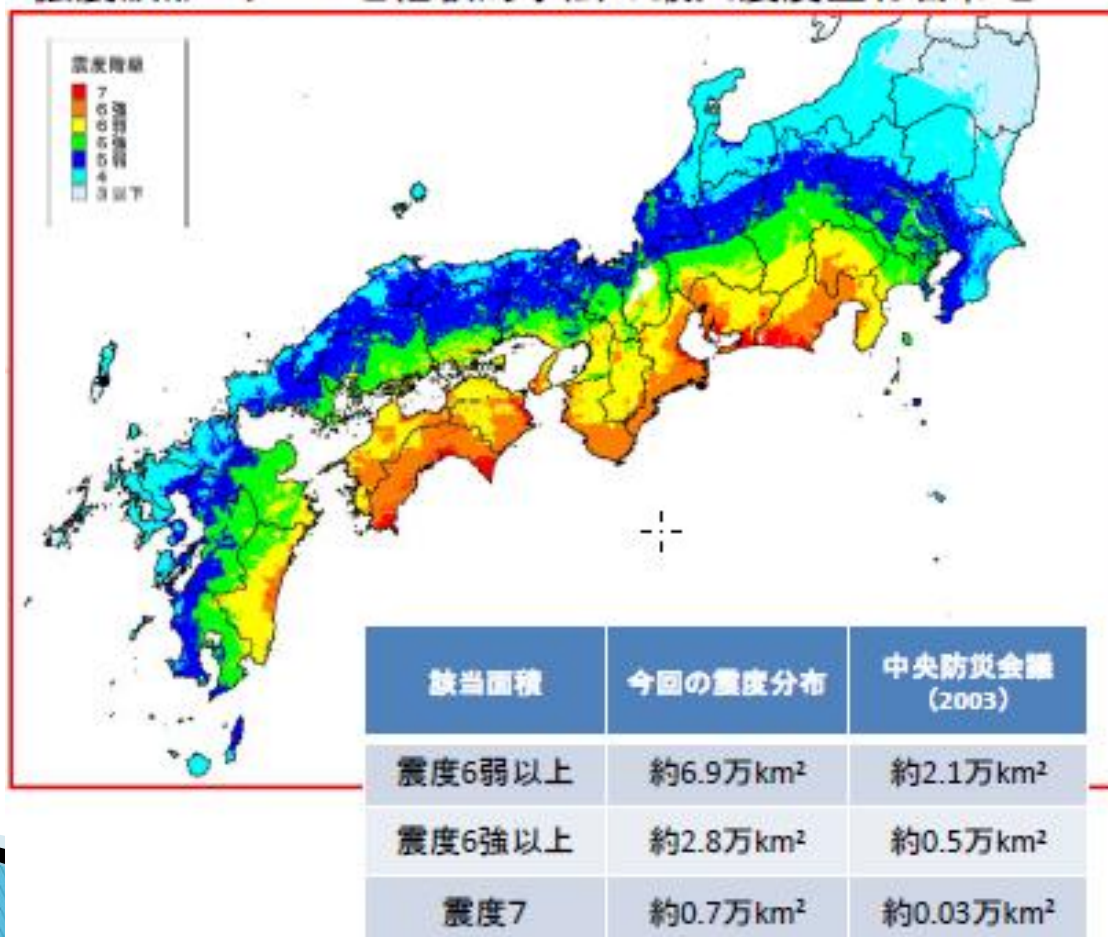 震度階級
7
6強
6弱
5強
5弱
4
3以下
該当面積 今回の震度分布 中央防災会議
(2003)
震度6弱以上 約6.9万km² 約2.1万km²
震度6強以上 約2.8万km² 約0.5万km²
震度7 約0.7万km² 約0.03万km²